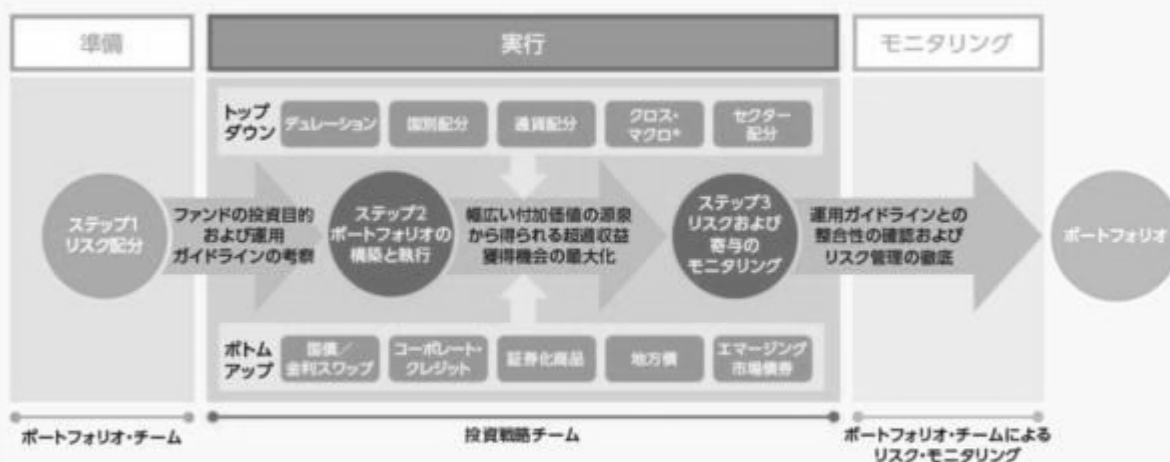 準備
実行
モニタリング
トップ
ダウン
デュレーション
国別配分
通貨配分
クロス・
マクロ*
セクター
配分
ステップ1
リスク配分
ファンドの投資目的
および運用
ガイドラインの考察
ステップ2
ポートフォリオの
構築と執行
幅広い付加価値の源泉
から得られる超過収益
獲得機会の最大化
ステップ3
リスクおよび
寄与の
モニタリング
運用ガイドラインとの
整合性の確認および
リスク管理の徹底
ポートフォリオ
ボトム
アップ
国債/
金利スワップ
コーポレート・
クレジット
証券化商品
地方債
エマージング
市場債券
ポートフォリオ・チーム
投資戦略チーム
ポートフォリオ・チームによる
リスク・モニタリング